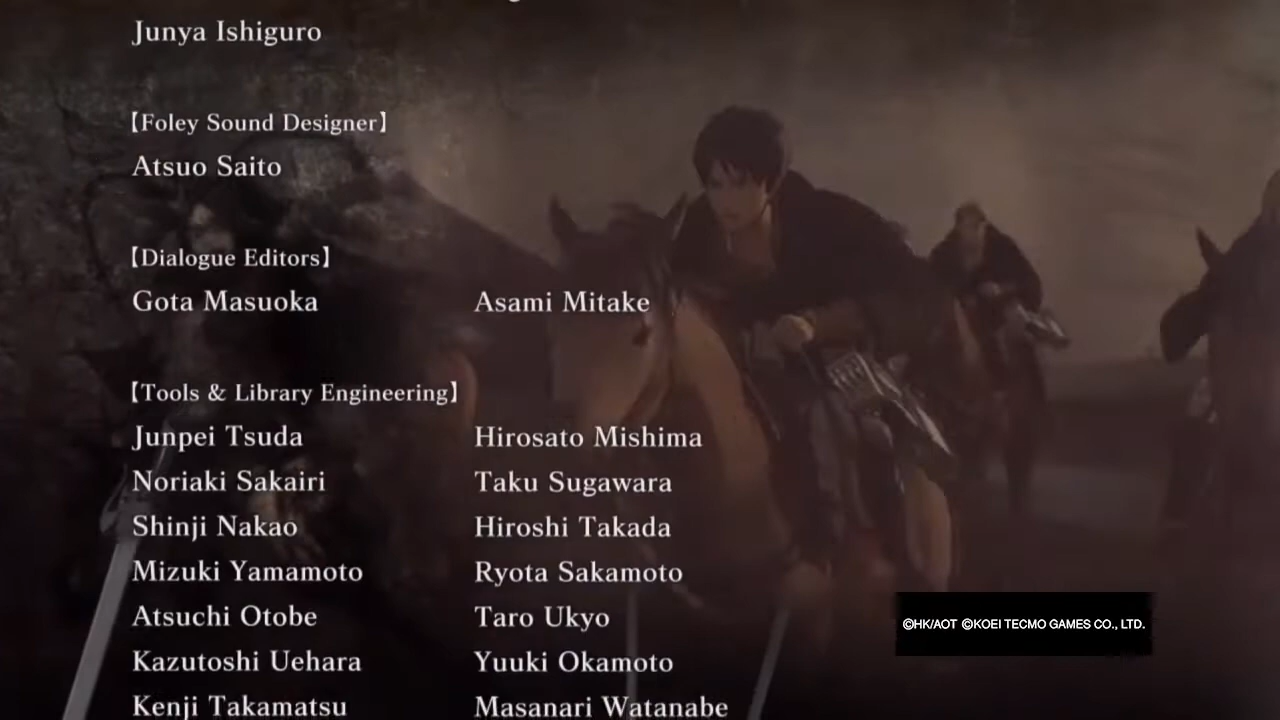 Junya Ishiguro
【Foley Sound Designer】
Atsuo Saito
【Dialogue Editors】
Gota Masuoka Asami Mitake
【Tools & Library Engineering】
Junpei Tsuda Hirosato Mishima
Noriaki Sakairi Taku Sugawara
Shinji Nakao Hiroshi Takada
Mizuki Yamamoto Ryota Sakamoto
Atsuchi Otobe Taro Ukyo
Kazutoshi Uehara Yuuki Okamoto
Kenji Takamatsu Masanari Watanabe
©HK/AOT ©KOEI TECMO GAMES CO., LTD.